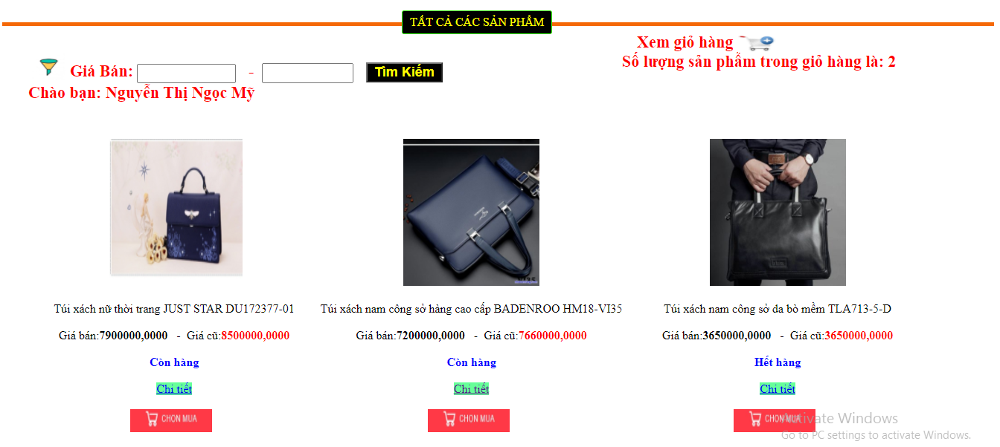 TẤT CẢ CÁC SẢN PHẨM
Xem giỏ hàng
Số lượng sản phẩm trong giỏ hàng là: 2
Giá Bán: - Tìm Kiếm
Chào bạn: Nguyễn Thị Ngọc Mỹ
Túi xách nữ thời trang JUST STAR DU172377-01
Túi xách nam công sở hàng cao cấp BADENROO HM18-VI35
Túi xách nam công sở da bò mềm TLA713-5-D
Giá bán:7900000,0000 - Giá cũ:8500000,0000
Giá bán:7200000,0000 - Giá cũ:7660000,0000
Giá bán:3650000,0000 - Giá cũ:3650000,0000
Còn hàng
Còn hàng
Hết hàng
Chi tiết
Chi tiết
Chi tiết
CHỌN MUA
CHỌN MUA
CHỌN MUA
Activate Windows
Go to PC settings to activate Windows.